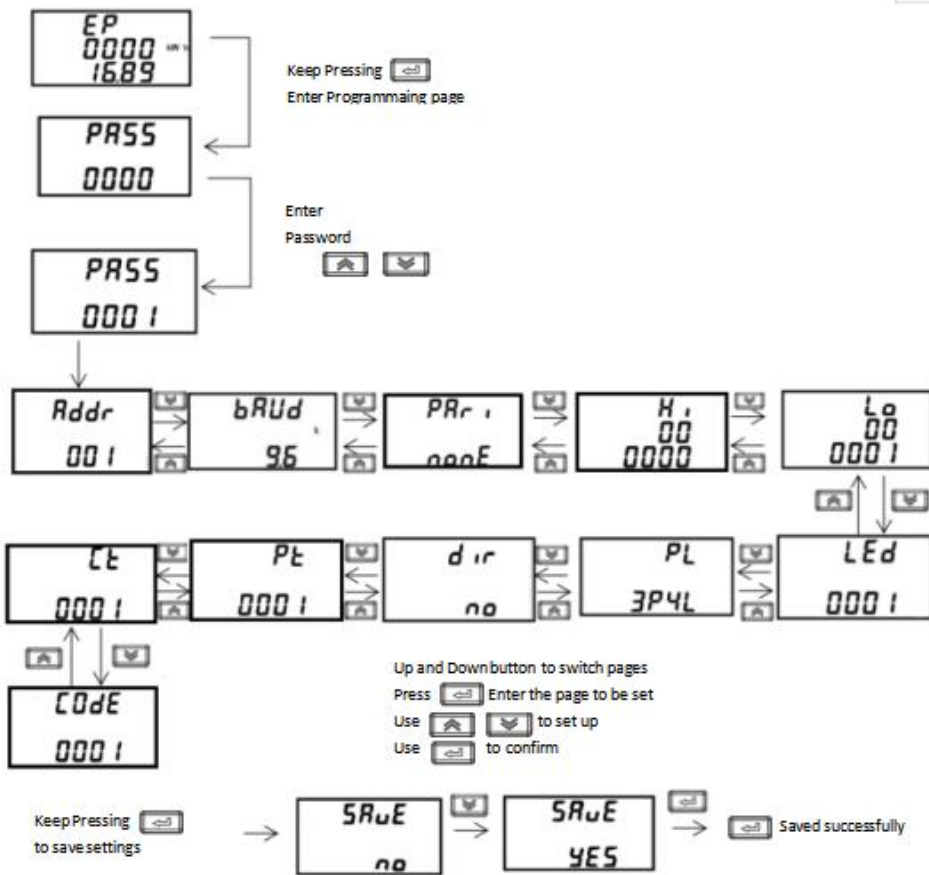 EP
0000
16.89
Keep Pressing
Enter Programmaing page
PASS
0000
Enter
Password
PASS
0001
Addr bAUd PAri Hi Lo
00 00
001 9.6 nonE 0000 0001
Ct Pt dir PL LEd
0001 0001 no 3P4L 0001
Up and Down button to switch pages
Press Enter the page to be set
Use to set up
Use to confirm
COdE
0001
Keep Pressing
to save settings
SAvE
no
SAvE
YES
Saved successfully